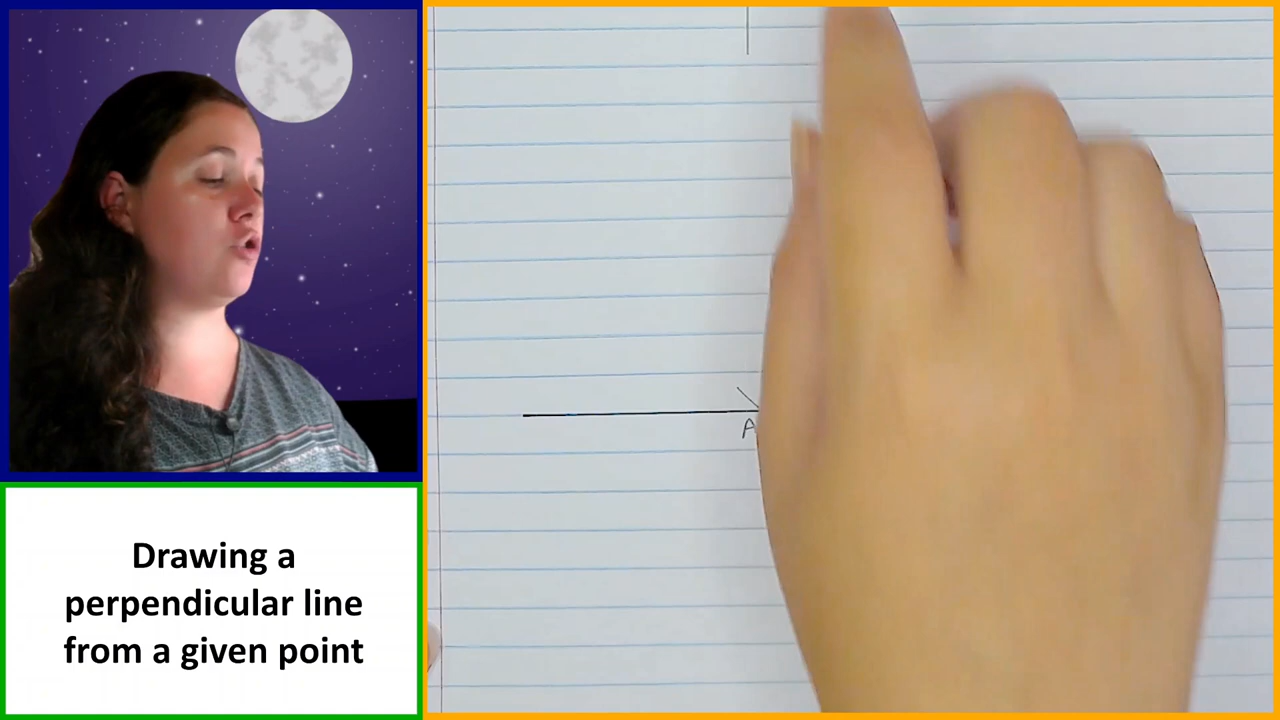 Drawing a
perpendicular line
from a given point
A